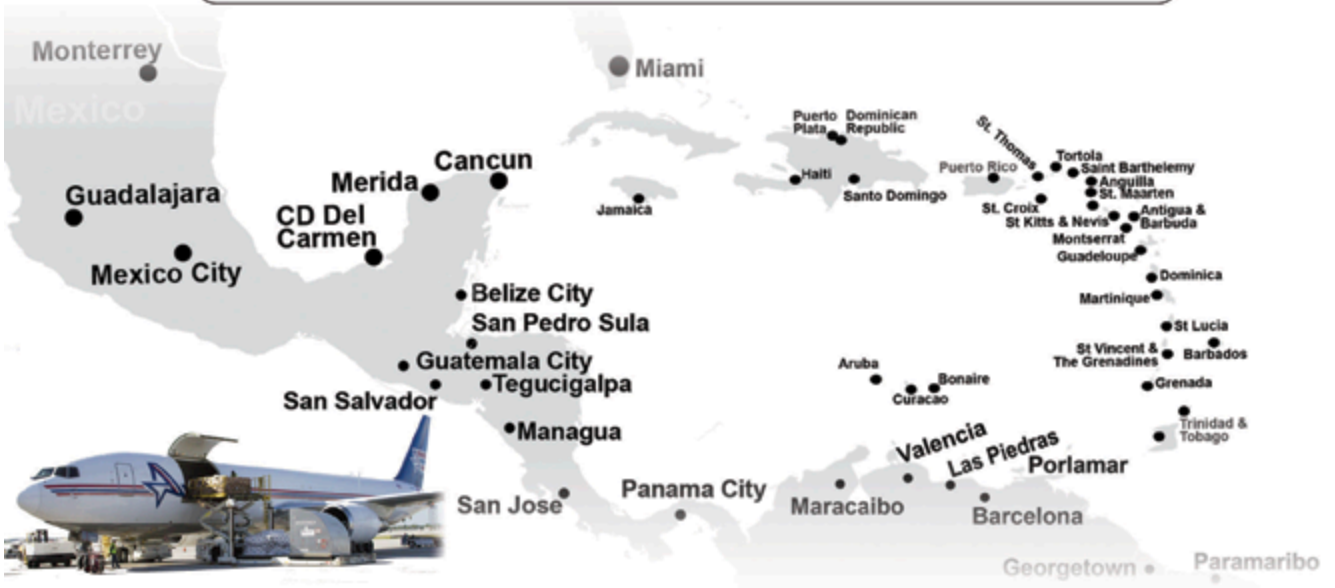 Monterrey
Miami
Mexico
Puerto
Plata
Dominican
Republic
St. Thomas
Tortola
Cancun
Puerto Rico
Saint Barthelemy
Haiti
Anguilla
Merida
Guadalajara
Santo Domingo
St. Maarten
Jamaica
St. Croix
CD Del
Carmen
St Kitts & Nevis
Antigua &
Barbuda
Montserrat
Guadeloupe
Mexico City
Dominica
Belize City
Martinique
San Pedro Sula
St Lucia
Guatemala City
St Vincent &
The Grenadines
Barbados
Aruba
Tegucigalpa
Bonaire
Grenada
San Salvador
Curacao
Managua
Trinidad &
Tobago
Valencia
Las Piedras
Porlamar
San Jose
Panama City
Maracaibo
Barcelona
Georgetown
Paramaribo